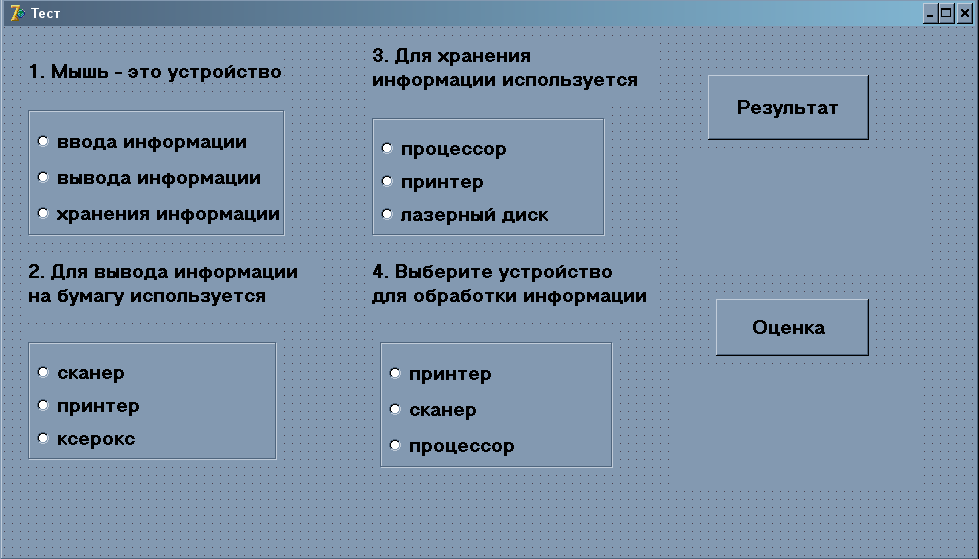 Тест
1. Мышь - это устройство
ввода информации
вывода информации
хранения информации
2. Для вывода информации
на бумагу используется
сканер
принтер
ксерокс
3. Для хранения
информации используется
процессор
принтер
лазерный диск
4. Выберите устройство
для обработки информации
принтер
сканер
процессор
Результат
Оценка